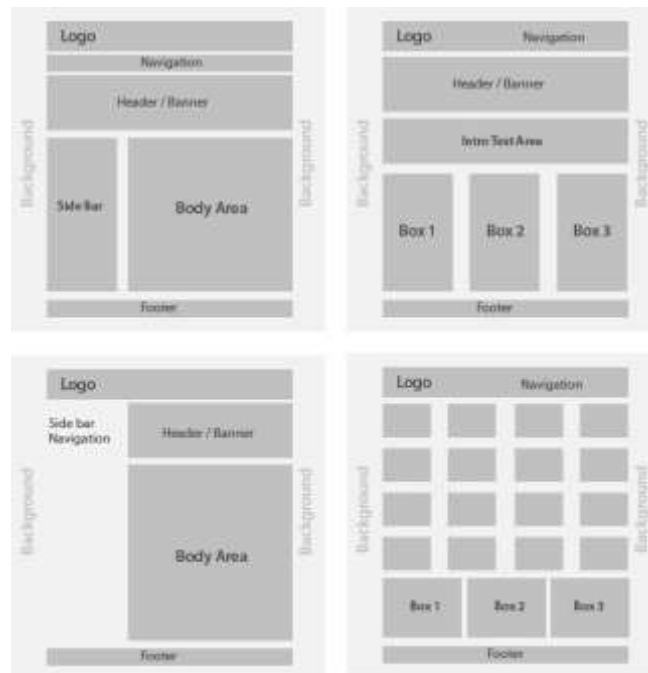 Logo
Navigation
Header / Banner
Background
Side Bar
Body Area
Background
Footer
Logo
Navigation
Header / Banner
Intro Text Area
Background
Box 1
Box 2
Box 3
Background
Footer
Logo
Side bar
Navigation
Header / Banner
Background
Body Area
Background
Footer
Logo
Navigation
Background
Background
Box 1
Box 2
Box 3
Footer